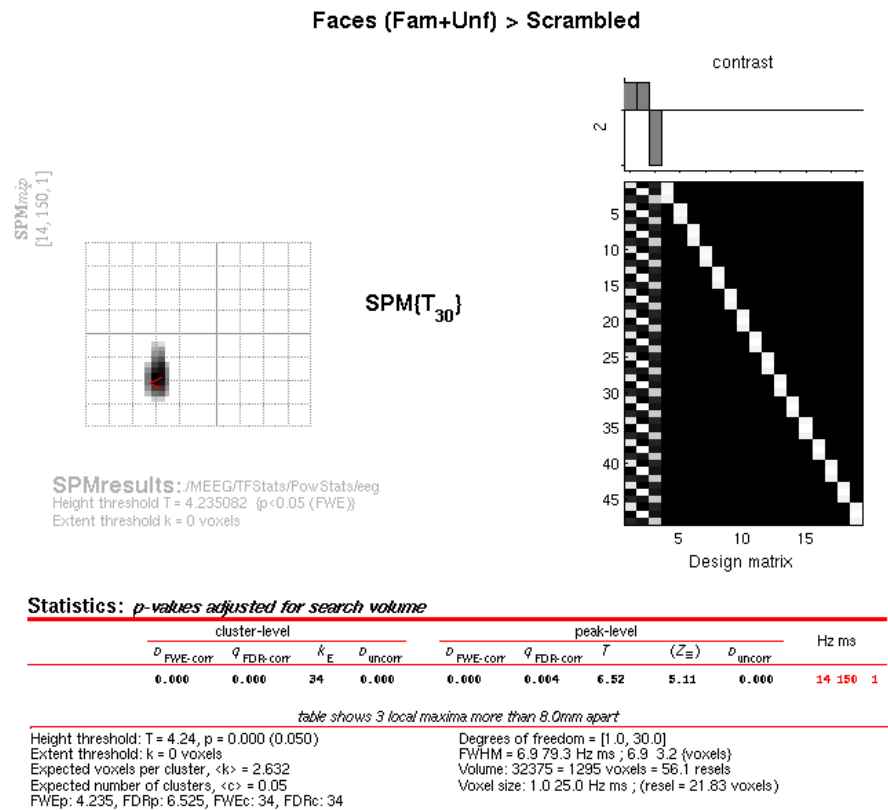 Faces (Fam+Unf) > Scrambled
contrast
2
SPMmip
[14, 150, 1]
SPM{T30}
5
10
15
20
25
30
35
40
45
5 10 15
Design matrix
SPMresults: ./MEEG/TFStats/PowStats/eeg
Height threshold T = 4.235082 {p<0.05 (FWE)}
Extent threshold k = 0 voxels
Statistics: p-values adjusted for search volume
cluster-level peak-level Hz ms
p FWE-corr q FDR-corr k E p uncorr p FWE-corr q FDR-corr T (Z≡) p uncorr
0.000 0.000 34 0.000 0.000 0.004 6.52 5.11 0.000 14 150 1
table shows 3 local maxima more than 8.0mm apart
Height threshold: T = 4.24, p = 0.000 (0.050)
Extent threshold: k = 0 voxels
Expected voxels per cluster, <k> = 2.632
Expected number of clusters, <c> = 0.05
FWEp: 4.235, FDRp: 6.525, FWEc: 34, FDRc: 34
Degrees of freedom = [1.0, 30.0]
FWHM = 6.9 79.3 Hz ms ; 6.9 3.2 {voxels}
Volume: 32375 = 1295 voxels = 56.1 resels
Voxel size: 1.0 25.0 Hz ms ; (resel = 21.83 voxels)